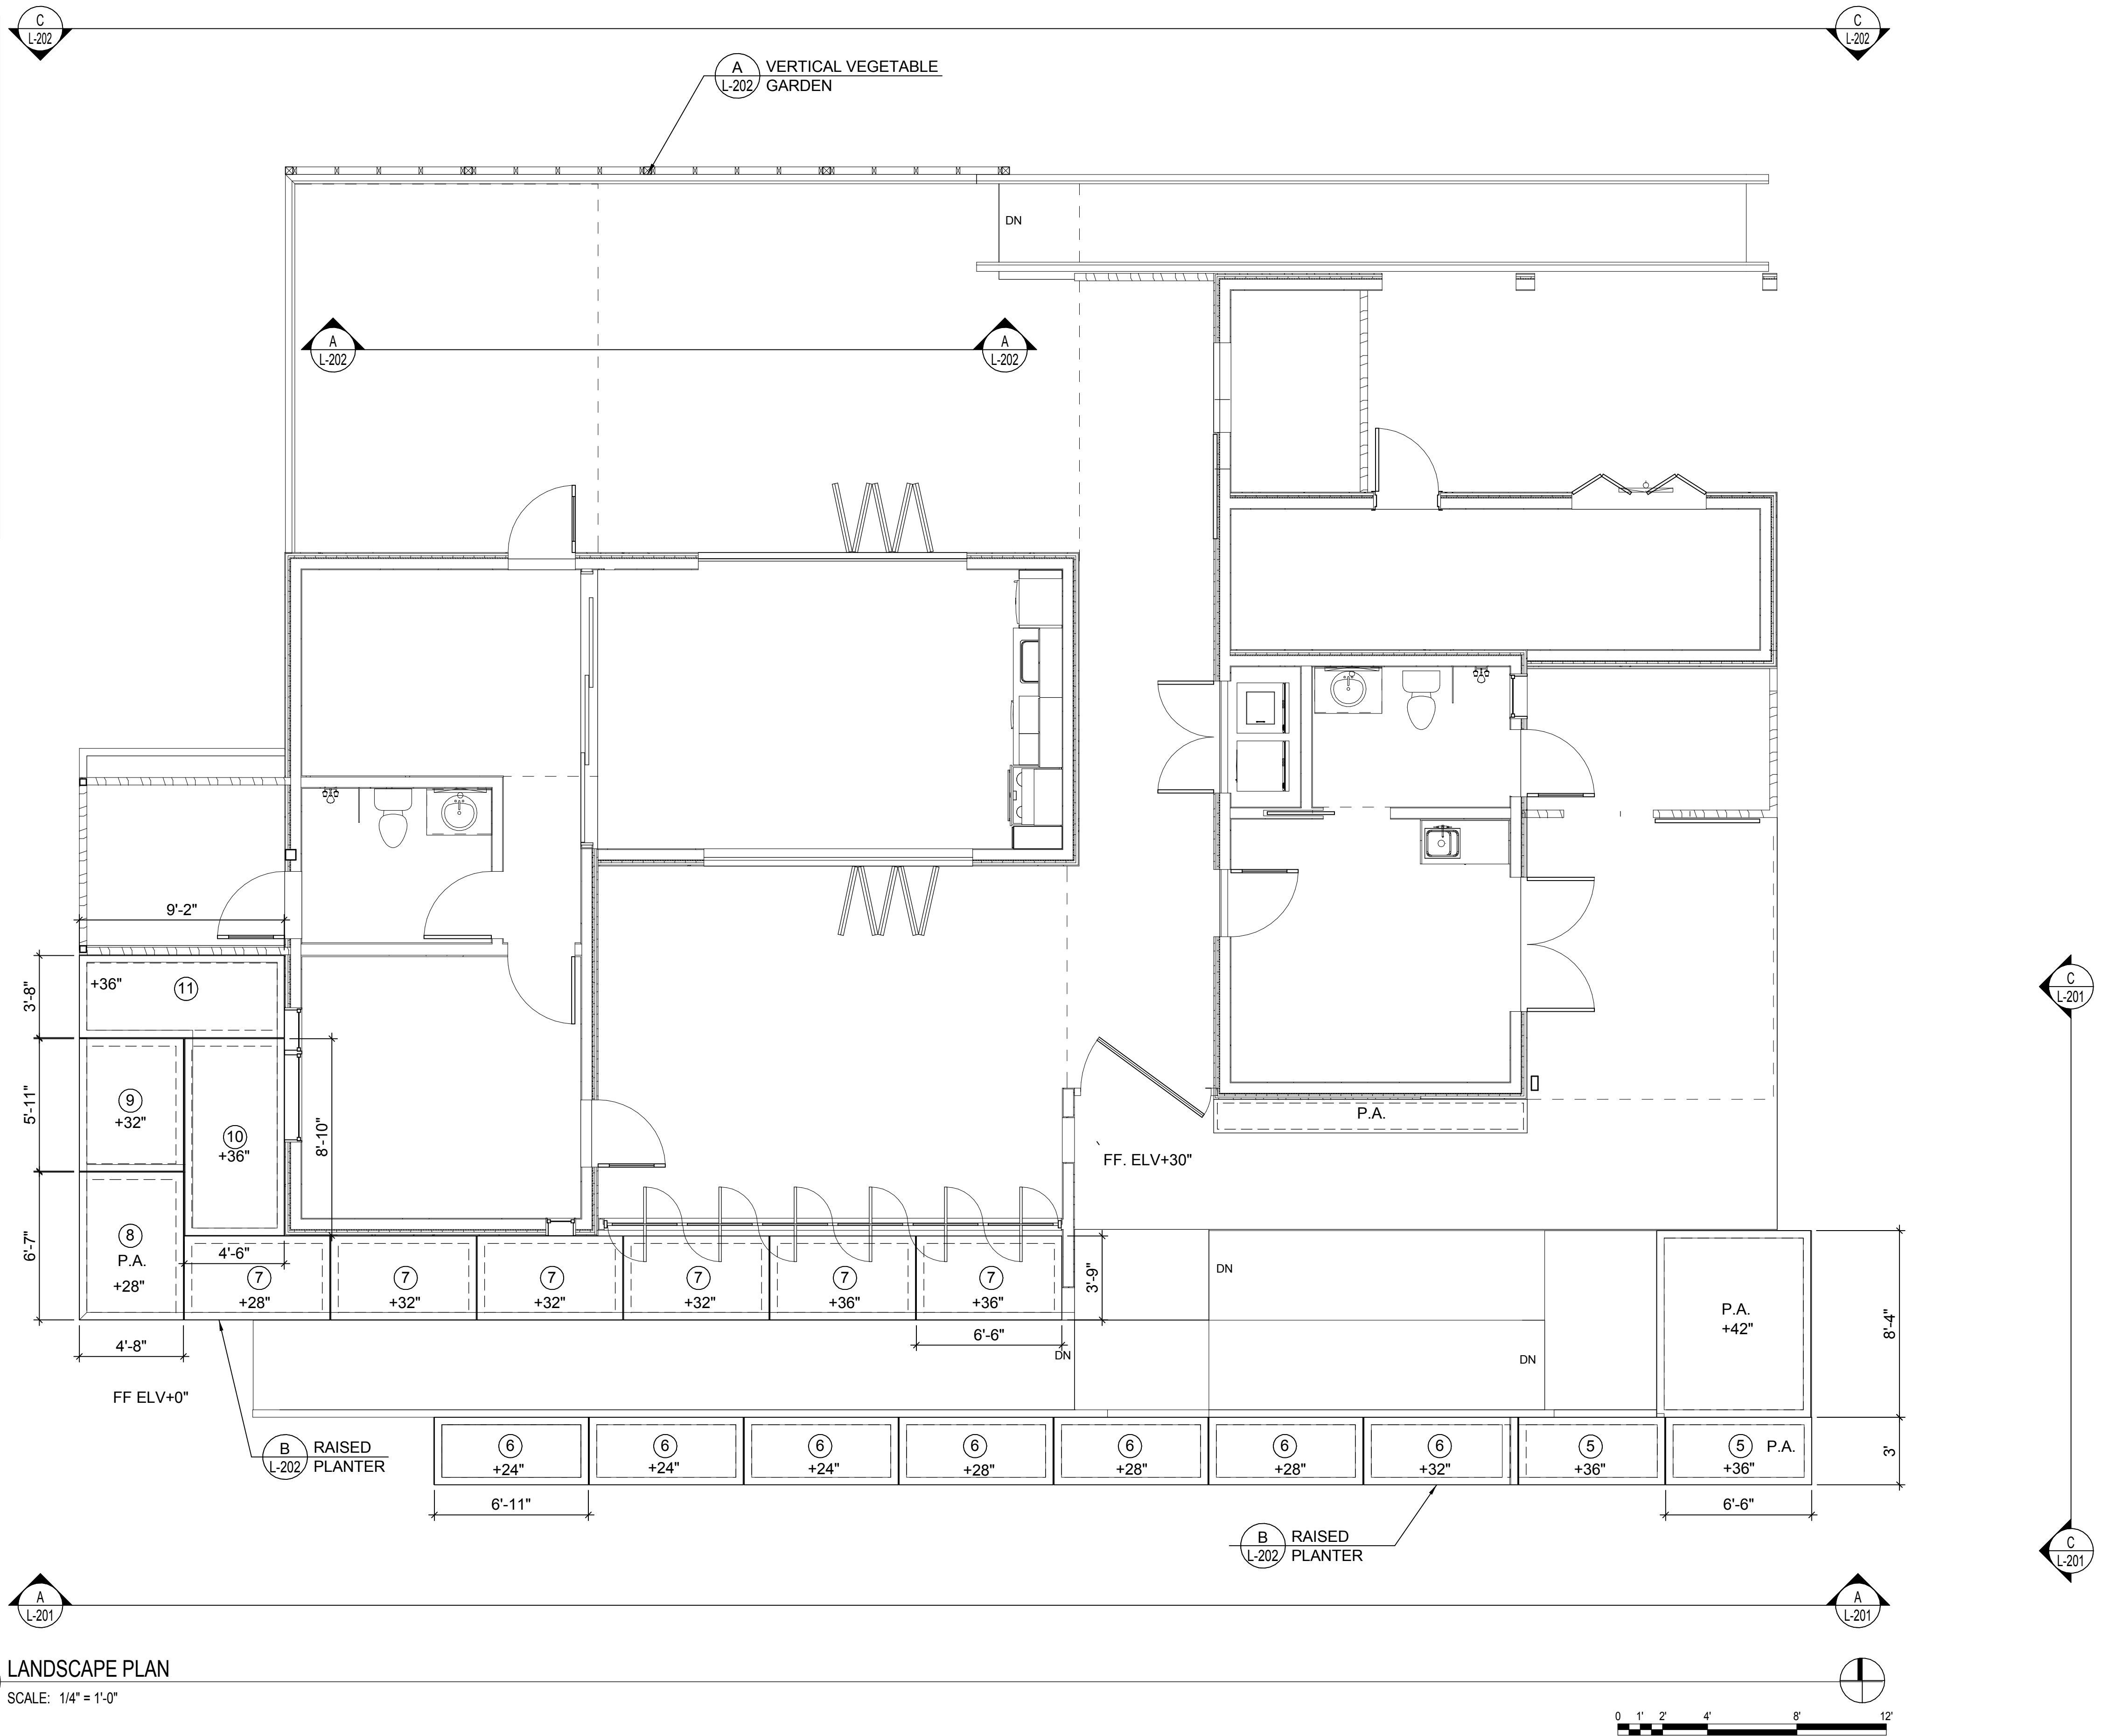 C
L-202
C
L-202
A
L-202
VERTICAL VEGETABLE
GARDEN
DN
A
L-202
A
L-202
9'-2"
+36"
11
3'-8"
9
+32"
5'-11"
10
+36"
8'-10"
8
P.A.
+28"
6'-7"
4'-6"
7
+28"
7
+32"
7
+32"
7
+32"
7
+36"
7
+36"
3'-9"
P.A.
FF. ELV+30"
C
L-201
DN
P.A.
+42"
8'-4"
4'-8"
6'-6"
DN
DN
FF ELV+0"
B
L-202
RAISED
PLANTER
6
+24"
6
+24"
6
+24"
6
+28"
6
+28"
6
+28"
6
+32"
5
+36"
5
P.A.
+36"
3'
6'-11"
6'-6"
B
L-202
RAISED
PLANTER
C
L-201
A
L-201
A
L-201
LANDSCAPE PLAN
SCALE: 1/4" = 1'-0"
0 1' 2' 4' 8' 12'